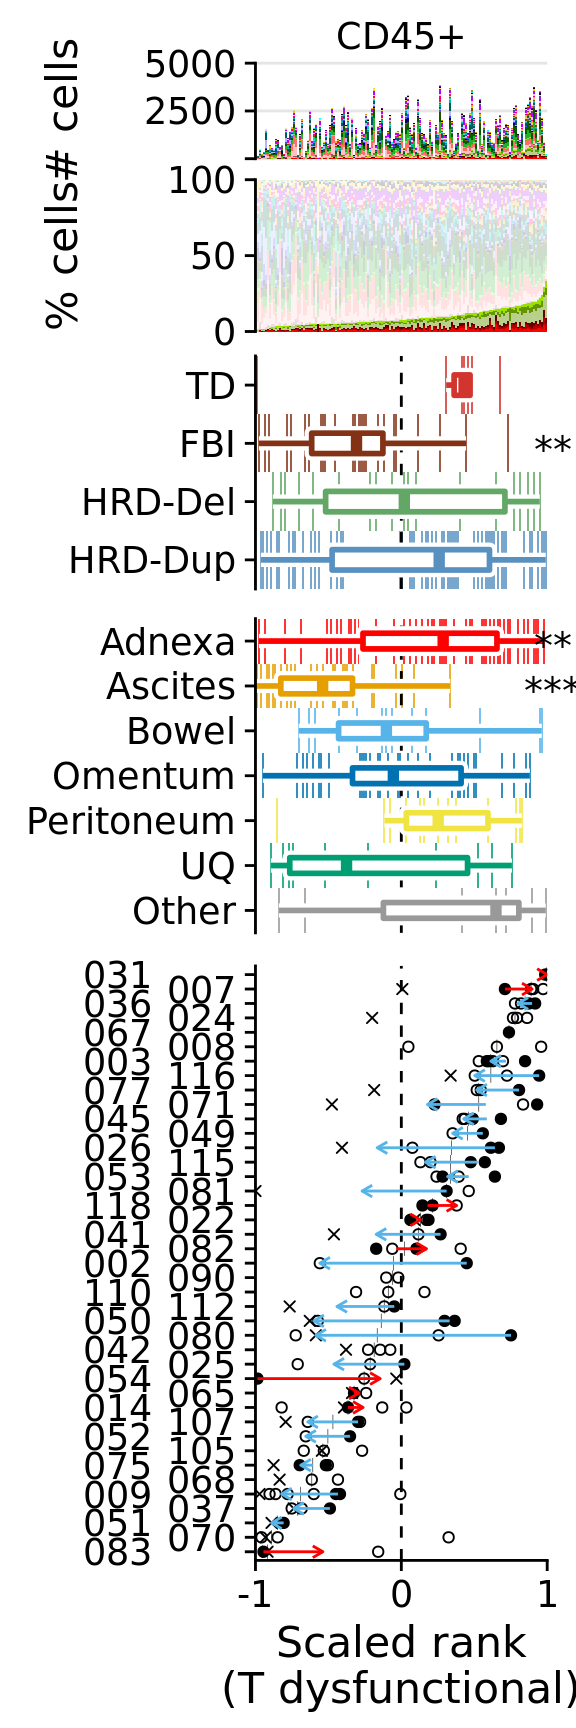 CD45+
5000
2500
# cells
100
50
0
% cells
TD
FBI **
HRD-Del
HRD-Dup
Adnexa **
Ascites ***
Bowel
Omentum
Peritoneum
UQ
Other
031
007
036
024
067
008
003
116
077
071
045
049
026
115
053
081
118
022
041
082
002
090
110
112
050
080
042
025
054
065
014
107
052
105
075
068
009
037
051
070
083
-1 0 1
Scaled rank
(T dysfunctional)